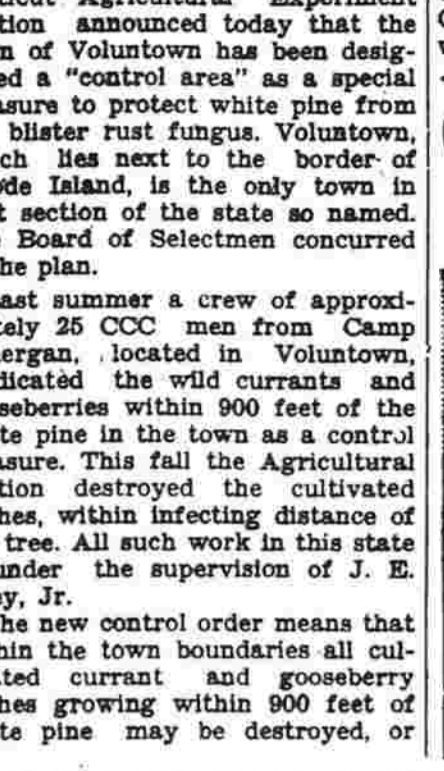 ticut Agricultural Experiment
tion announced today that the
n of Voluntown has been desig-
ed a "control area" as a special
asure to protect white pine from
blister rust fungus. Voluntown,
ch lies next to the border of
de Island, is the only town in
t section of the state so named.
Board of Selectmen concurred
he plan.
ast summer a crew of approxi-
tely 25 CCC men from Camp
ergan, located in Voluntown,
dicated the wild currants and
seberries within 900 feet of the
te pine in the town as a control
asure. This fall the Agricultural
tion destroyed the cultivated
hes, within infecting distance of
tree. All such work in this state
under the supervision of J. E.
ey, Jr.
he new control order means that
hin the town boundaries all cul-
ated currant and gooseberry
hes growing within 900 feet of
te pine may be destroyed, or